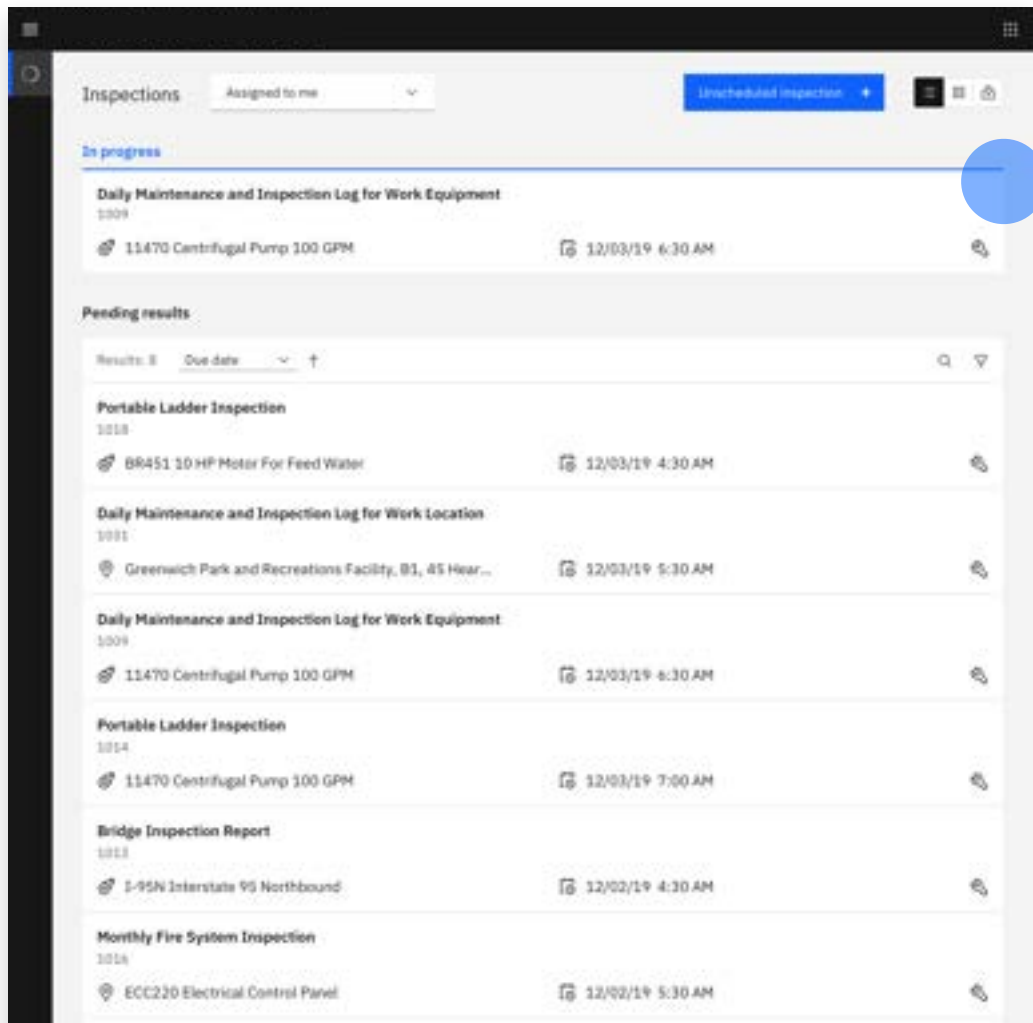 Inspections
Assigned to me
Unscheduled inspection
In progress
Daily Maintenance and Inspection Log for Work Equipment
1009
11470 Centrifugal Pump 100 GPM
12/03/19 6:30 AM
Pending results
Results: 8
Due date
Portable Ladder Inspection
1018
BR451 10 HP Motor For Feed Water
12/03/19 4:30 AM
Daily Maintenance and Inspection Log for Work Location
1031
Greenwich Park and Recreations Facility, B1, 45 Hear...
12/03/19 5:30 AM
Daily Maintenance and Inspection Log for Work Equipment
1009
11470 Centrifugal Pump 100 GPM
12/03/19 6:30 AM
Portable Ladder Inspection
1014
11470 Centrifugal Pump 100 GPM
12/03/19 7:00 AM
Bridge Inspection Report
1013
I-95N Interstate 95 Northbound
12/02/19 4:30 AM
Monthly Fire System Inspection
1016
ECC220 Electrical Control Panel
12/02/19 5:30 AM